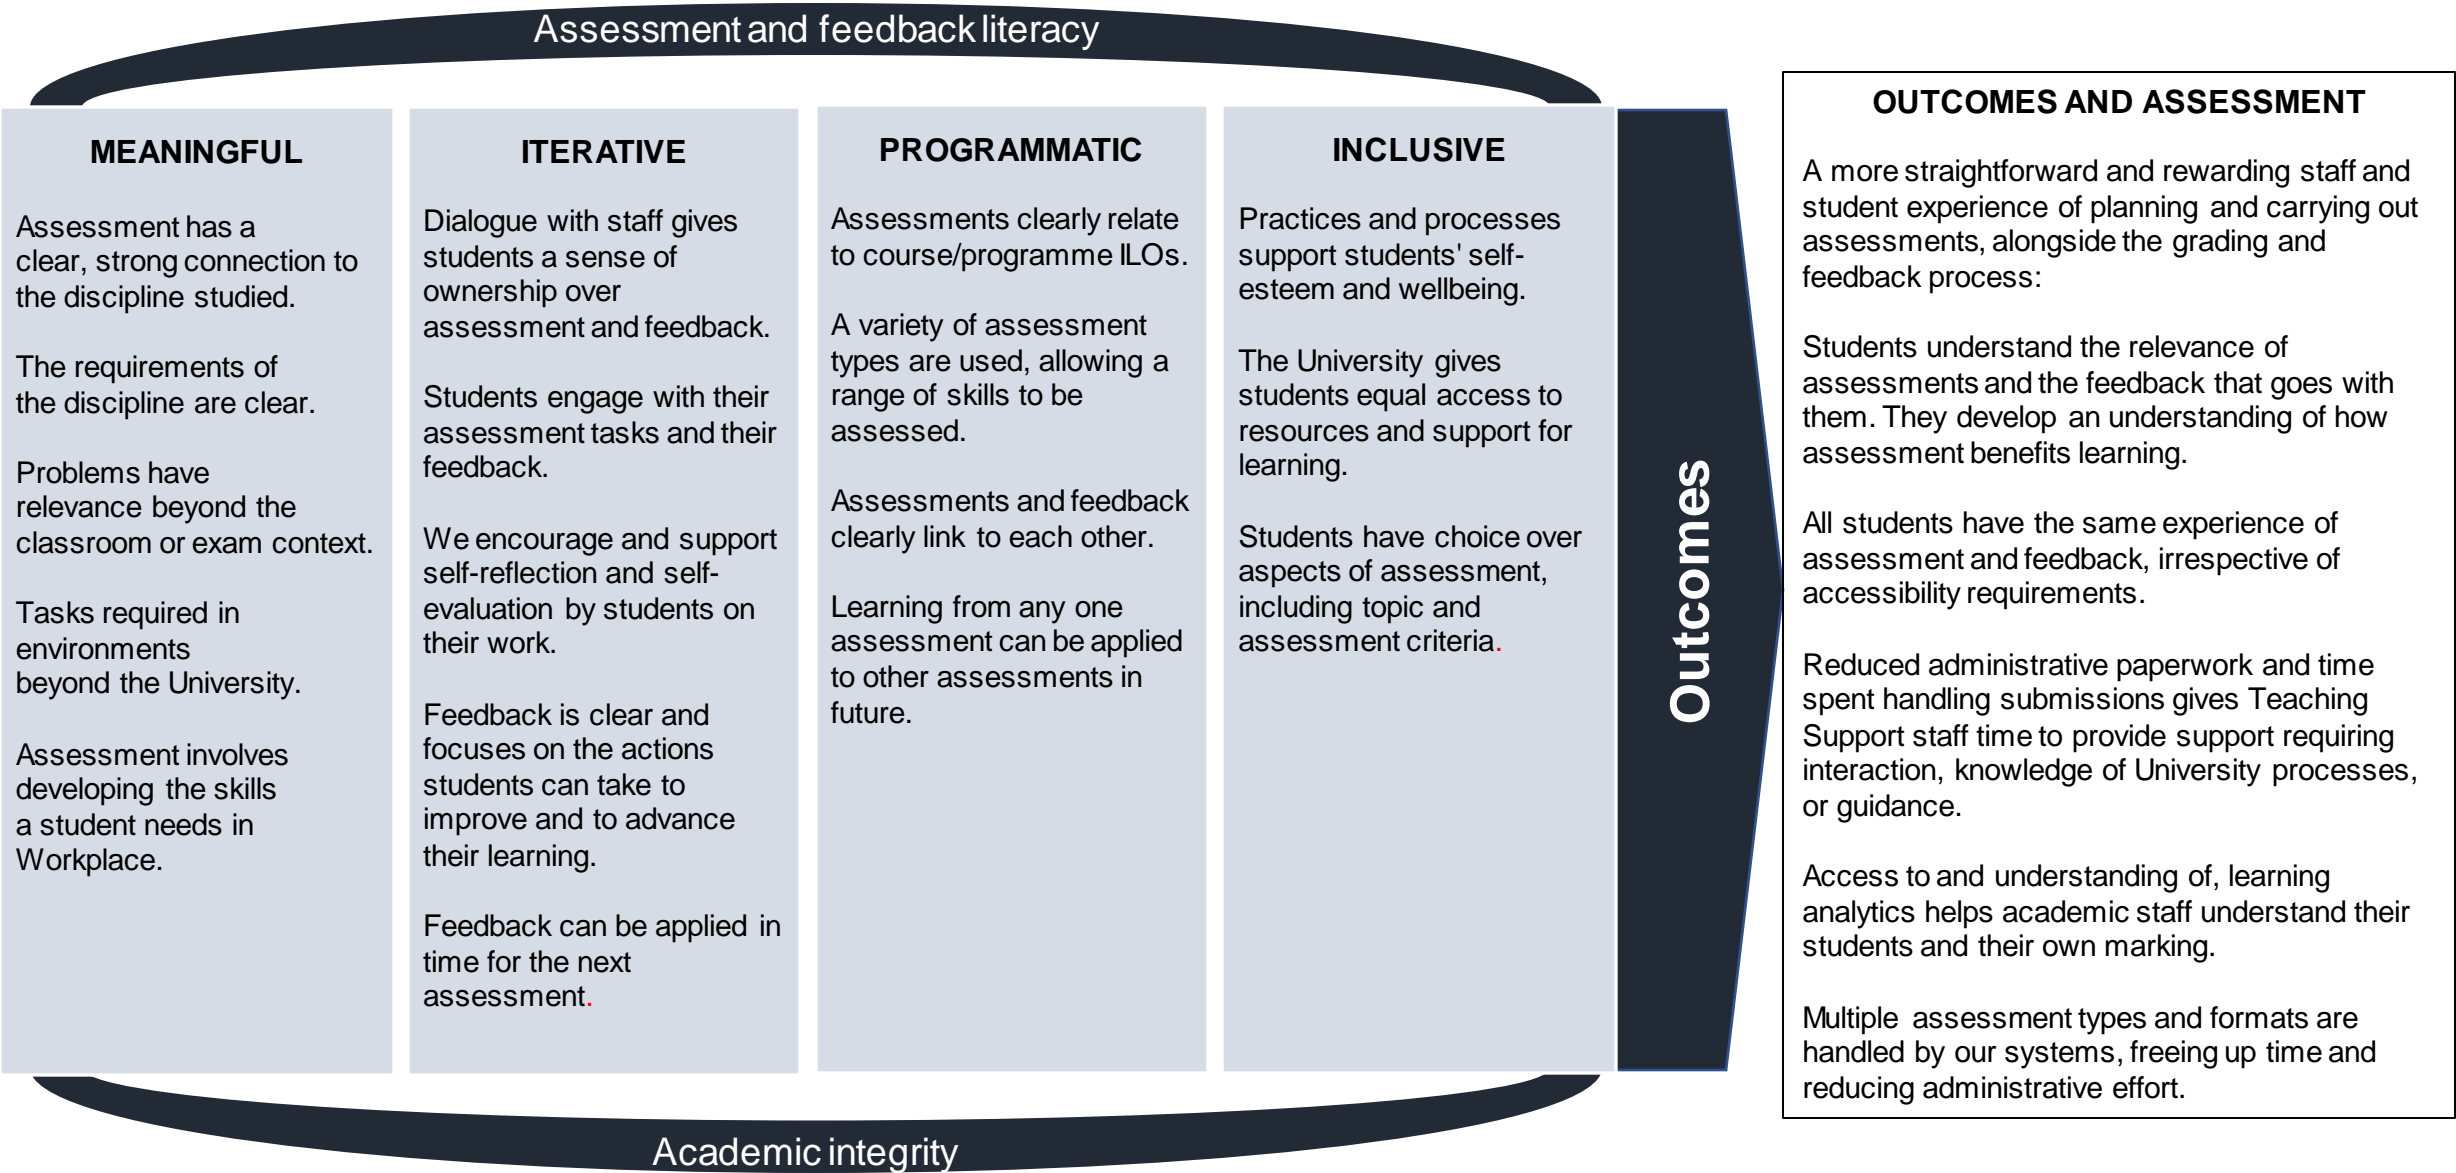 Assessment and feedback literacy
MEANINGFUL
Assessment has a
clear, strong connection to
the discipline studied.
The requirements of
the discipline are clear.
Problems have
relevance beyond the
classroom or exam context.
Tasks required in
environments
beyond the University.
Assessment involves
developing the skills
a student needs in
Workplace.
ITERATIVE
Dialogue with staff gives
students a sense of
ownership over
assessment and feedback.
Students engage with their
assessment tasks and their
feedback.
We encourage and support
self-reflection and self-
evaluation by students on
their work.
Feedback is clear and
focuses on the actions
students can take to
improve and to advance
their learning.
Feedback can be applied in
time for the next
assessment.
PROGRAMMATIC
Assessments clearly relate
to course/programme ILOs.
A variety of assessment
types are used, allowing a
range of skills to be
assessed.
Assessments and feedback
clearly link to each other.
Learning from any one
assessment can be applied
to other assessments in
future.
INCLUSIVE
Practices and processes
support students' self-
esteem and wellbeing.
The University gives
students equal access to
resources and support for
learning.
Students have choice over
aspects of assessment,
including topic and
assessment criteria.
Outcomes
OUTCOMES AND ASSESSMENT
A more straightforward and rewarding staff and
student experience of planning and carrying out
assessments, alongside the grading and
feedback process:
Students understand the relevance of
assessments and the feedback that goes with
them. They develop an understanding of how
assessment benefits learning.
All students have the same experience of
assessment and feedback, irrespective of
accessibility requirements.
Reduced administrative paperwork and time
spent handling submissions gives Teaching
Support staff time to provide support requiring
interaction, knowledge of University processes,
or guidance.
Access to and understanding of, learning
analytics helps academic staff understand their
students and their own marking.
Multiple assessment types and formats are
handled by our systems, freeing up time and
reducing administrative effort.
Academic integrity